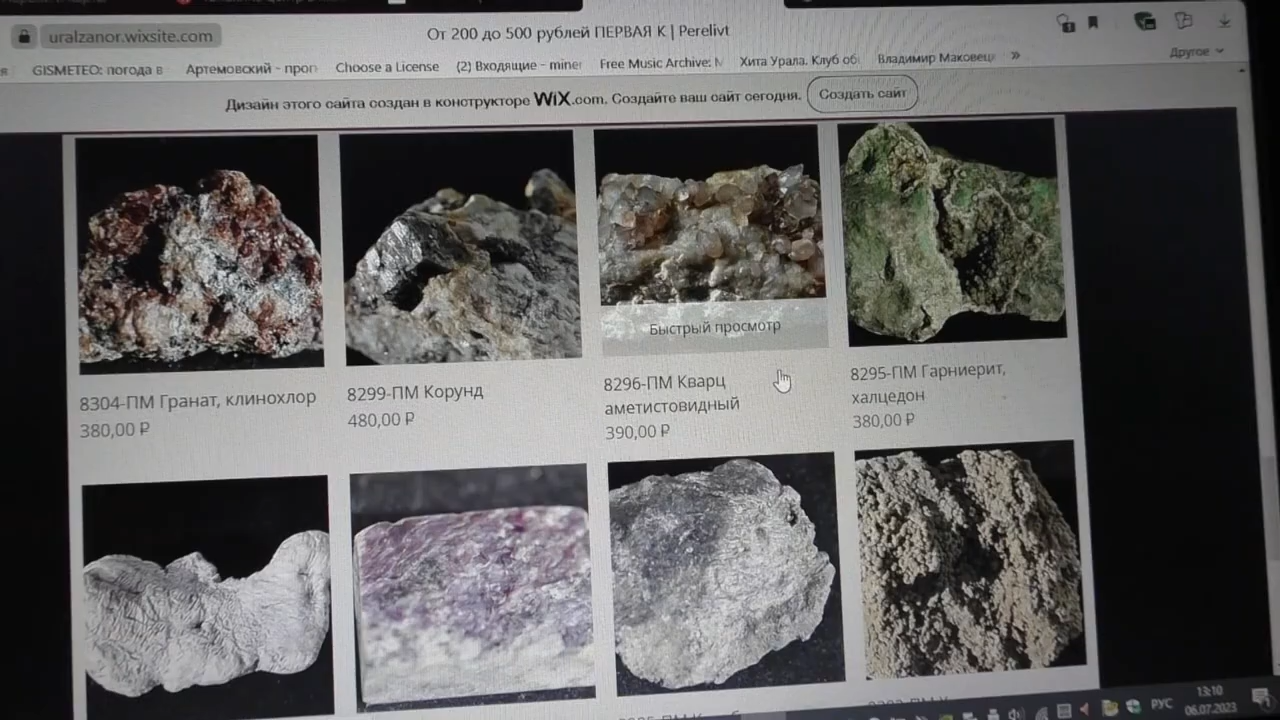 uralzanor.wixsite.com
От 200 до 500 рублей ПЕРВАЯ К | Perelivt
GISMETEO: погода в
Артемовский - прог
Choose a License
(2) Входящие - miner
Free Music Archive: M
Хита Урала. Клуб об
Владимир Маковец
»
Другое
Дизайн этого сайта создан в конструкторе WiX.com. Создайте ваш сайт сегодня.
Создать сайт
Быстрый просмотр
8304-ПМ Гранат, клинохлор
380,00 ₽
8299-ПМ Корунд
480,00 ₽
8296-ПМ Кварц
аметистовидный
390,00 ₽
8295-ПМ Гарниерит,
халцедон
380,00 ₽
РУС
13:10
06.07.2023